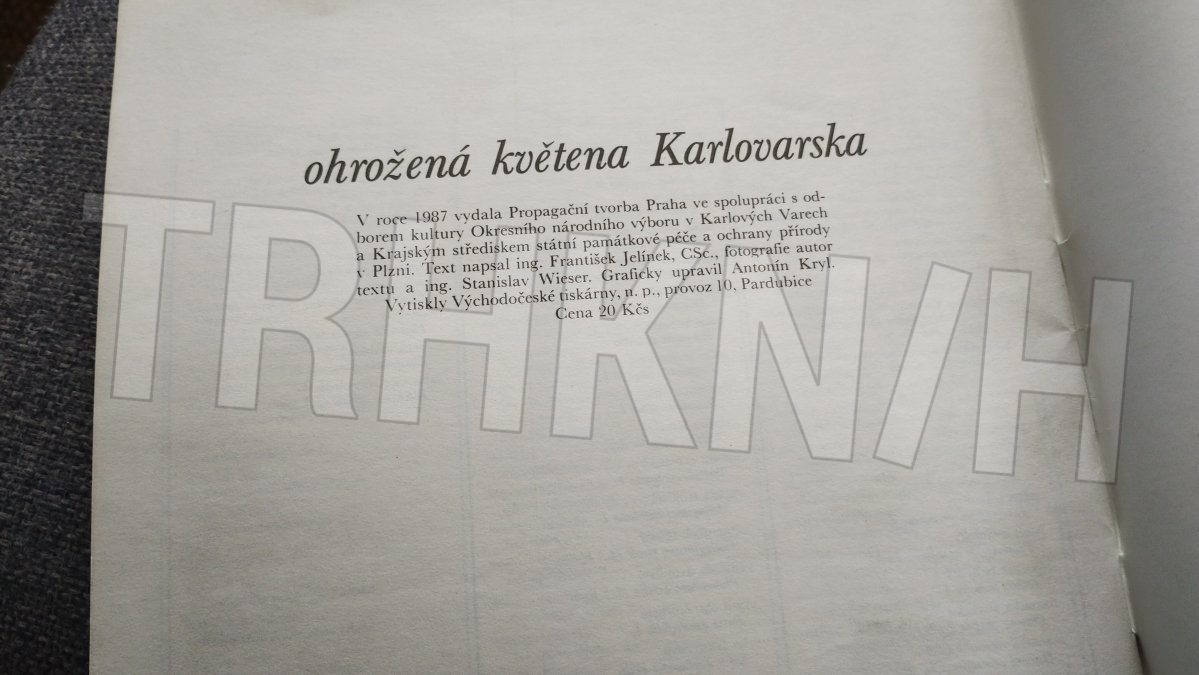 ohrožená květena Karlovarska
V roce 1987 vydala Propagační tvorba Praha ve spolupráci s od-
borem kultury Okresního národního výboru v Karlových Varech
a Krajským střediskem státní památkové péče a ochrany přírody
v Plzni. Text napsal ing. František Jelínek, CSc., fotografie autor
textu a ing. Stanislav Wieser. Graficky upravil Antonín Kryl.
Vytiskly Východočeské tiskárny, n. p., provoz 10, Pardubice
Cena 20 Kčs
TRHKN/H